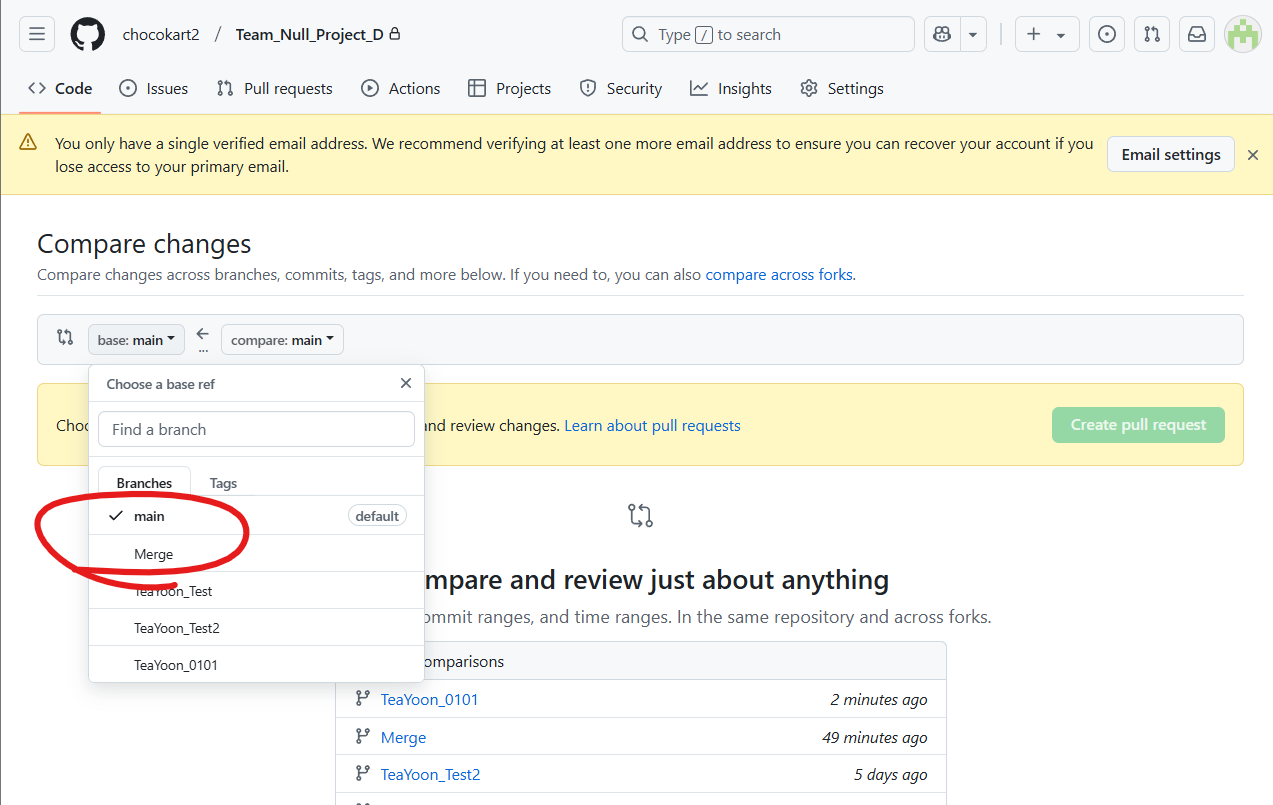 chocokart2 / Team_Null_Project_D
Type / to search
Code Issues Pull requests Actions Projects Security Insights Settings
You only have a single verified email address. We recommend verifying at least one more email address to ensure you can recover your account if you
lose access to your primary email.
Email settings
Compare changes
Compare changes across branches, commits, tags, and more below. If you need to, you can also compare across forks.
base: main
compare: main
Choose a base ref
Find a branch
and review changes. Learn about pull requests
Create pull request
Branches Tags
main default
Merge
TeaYoon_Test
TeaYoon_Test2
TeaYoon_0101
mpare and review just about anything
ommit ranges, and time ranges. In the same repository and across forks.
omparisons
TeaYoon_0101 2 minutes ago
Merge 49 minutes ago
TeaYoon_Test2 5 days ago